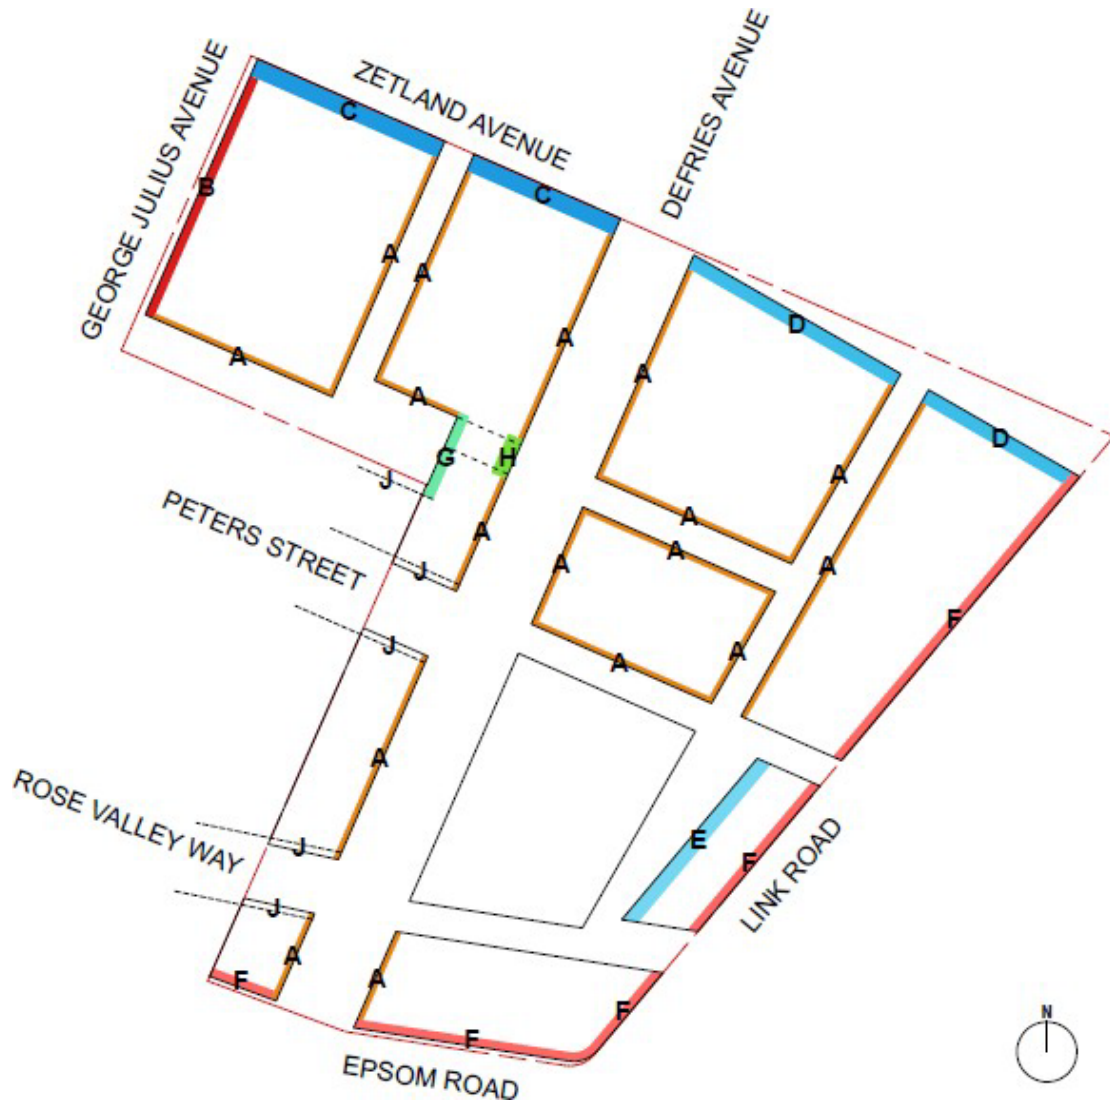 DEFRIES AVENUE
ZETLAND AVENUE
GEORGE JULIUS AVENUE
C
B
C
A
A
A
A
A
D
A
D
G
H
J
A
A
A
PETERS STREET
A
J
A
A
A
F
J
A
A
A
ROSE VALLEY WAY
J
E
F
LINK ROAD
J
A
F
A
F
F
EPSOM ROAD
N